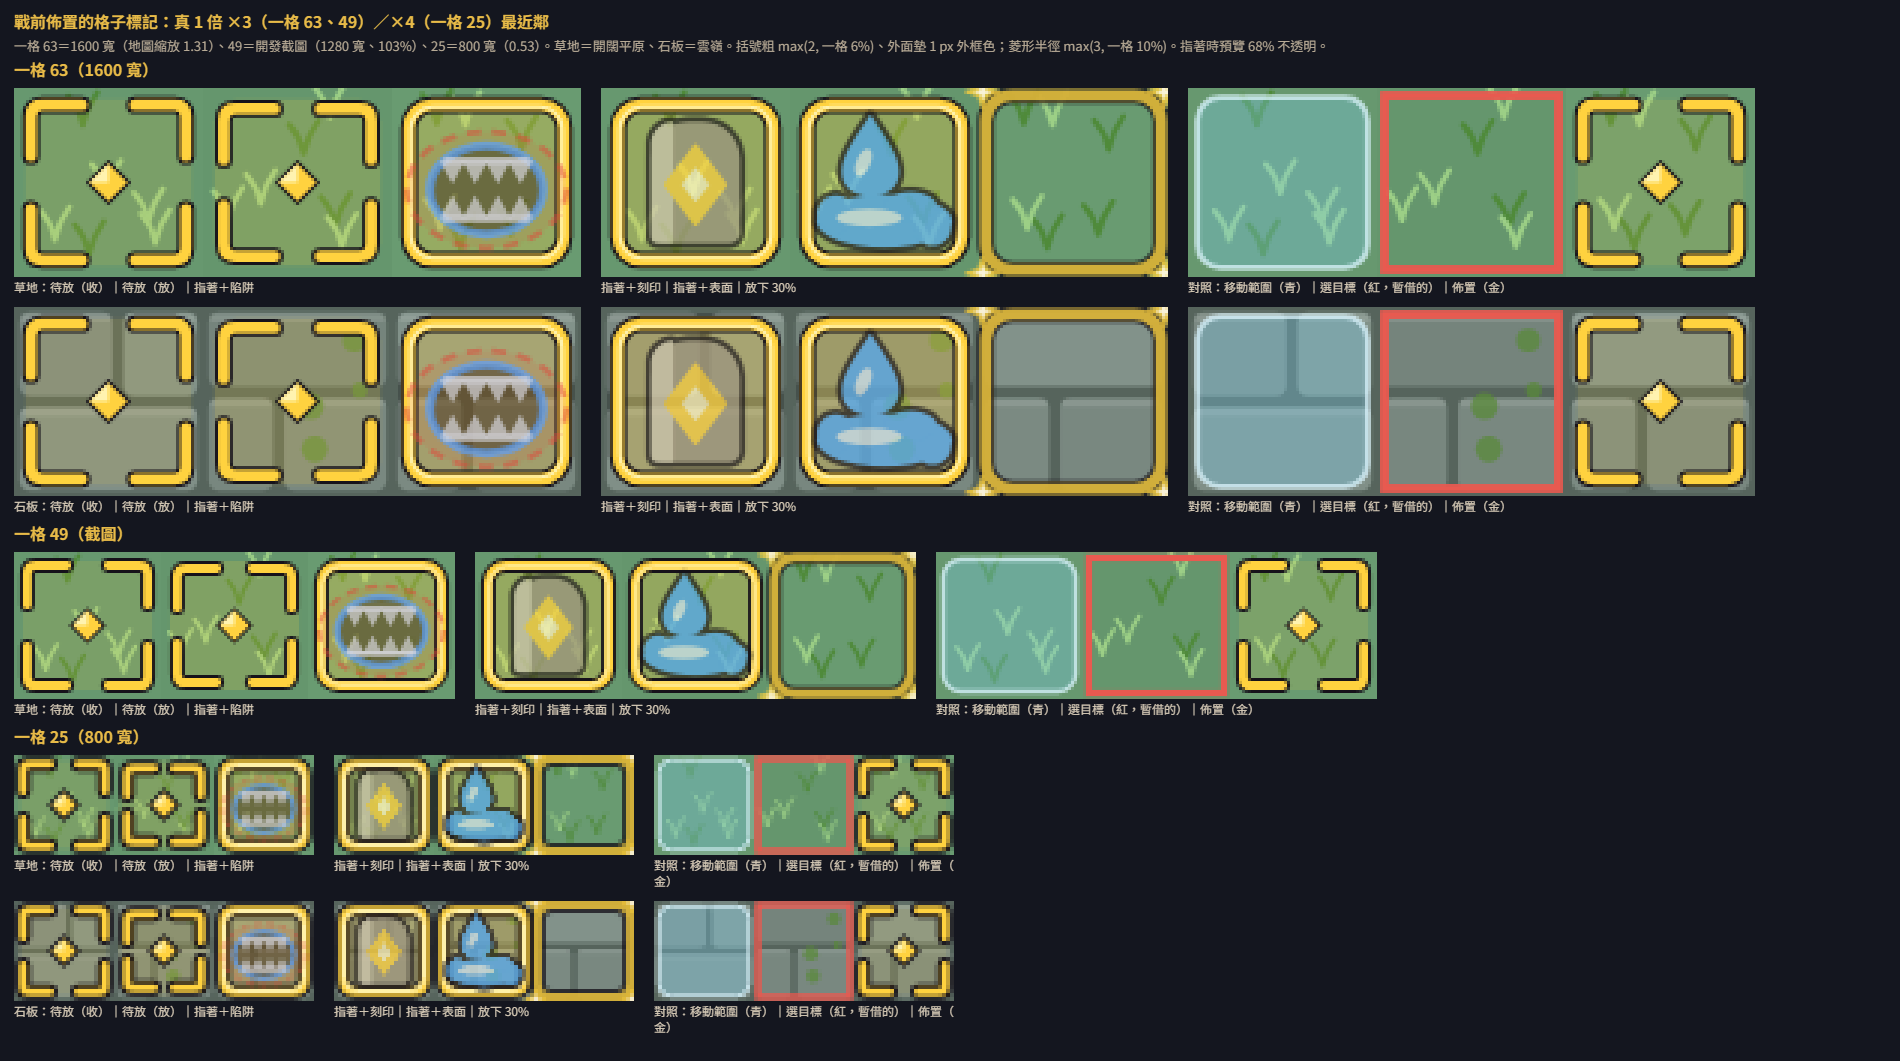 戰前佈置的格子標記：真 1 倍 ×3（一格 63、49）／×4（一格 25）最近鄰
一格 63＝1600 寬（地圖縮放 1.31）、49＝開發截圖（1280 寬、103%）、25＝800 寬（0.53）。草地＝開闊平原、石板＝雲嶺。括號粗 max(2, 一格 6%)、外面墊 1 px 外框色；菱形半徑 max(3, 一格 10%)。指著時預覽 68% 不透明。
一格 63（1600 寬）
草地：待放（收）｜待放（放）｜指著＋陷阱
指著＋刻印｜指著＋表面｜放下 30%
對照：移動範圍（青）｜選目標（紅，暫借的）｜佈置（金）
石板：待放（收）｜待放（放）｜指著＋陷阱
指著＋刻印｜指著＋表面｜放下 30%
對照：移動範圍（青）｜選目標（紅，暫借的）｜佈置（金）
一格 49（截圖）
草地：待放（收）｜待放（放）｜指著＋陷阱
指著＋刻印｜指著＋表面｜放下 30%
對照：移動範圍（青）｜選目標（紅，暫借的）｜佈置（金）
一格 25（800 寬）
草地：待放（收）｜待放（放）｜指著＋陷阱
指著＋刻印｜指著＋表面｜放下 30%
對照：移動範圍（青）｜選目標（紅，暫借的）｜佈置（
金）
石板：待放（收）｜待放（放）｜指著＋陷阱
指著＋刻印｜指著＋表面｜放下 30%
對照：移動範圍（青）｜選目標（紅，暫借的）｜佈置（
金）